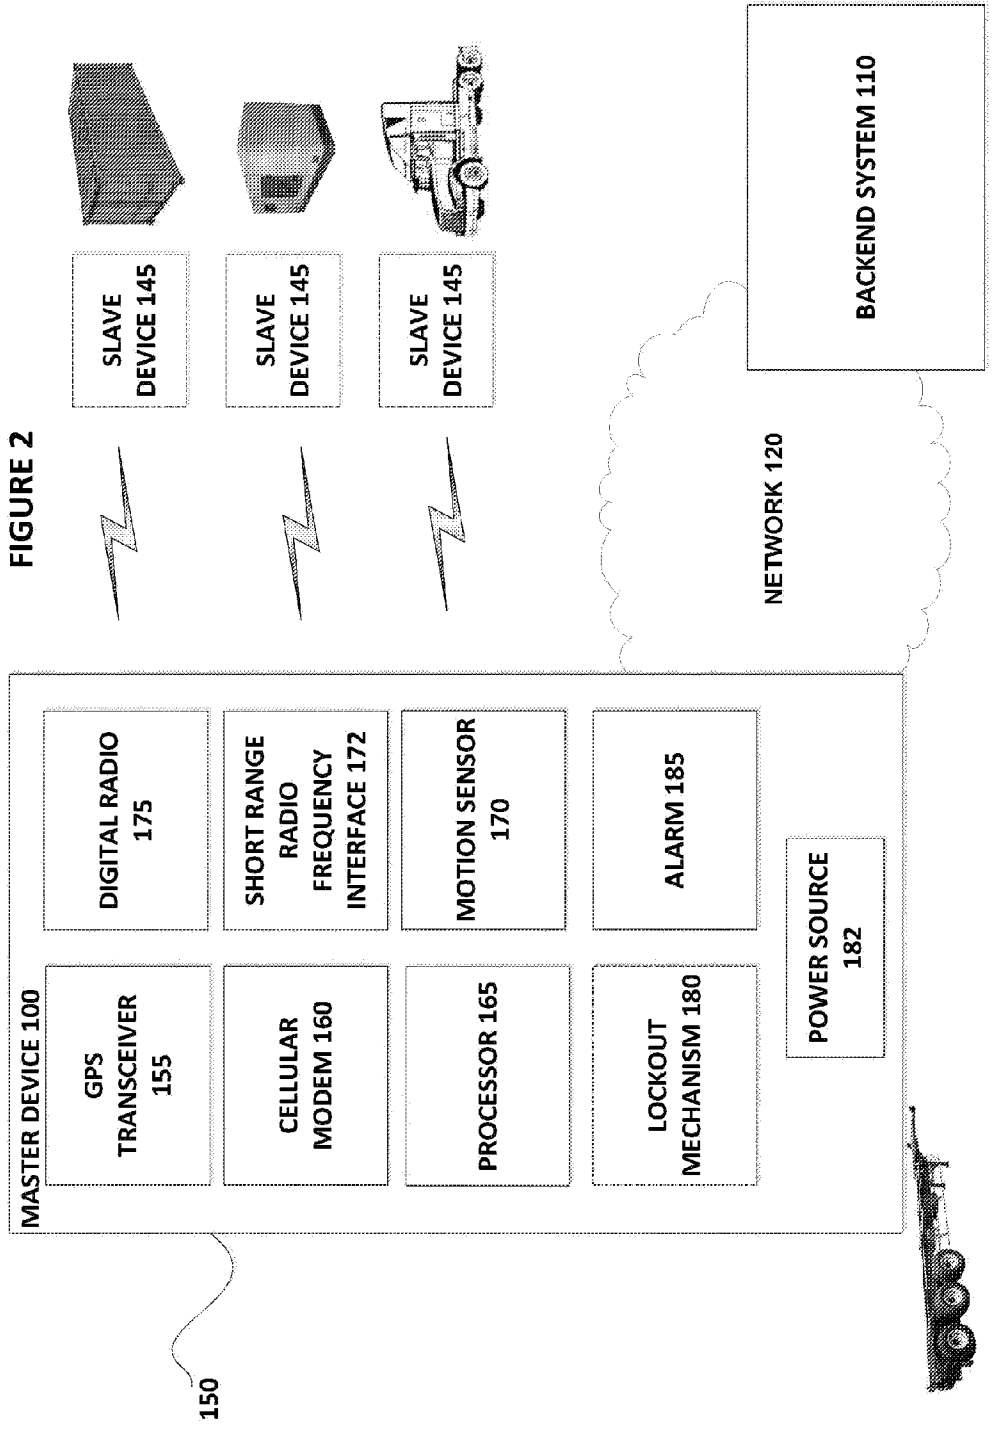 FIGURE 2
MASTER DEVICE 100
GPS
TRANSCEIVER
155
DIGITAL RADIO
175
CELLULAR
MODEM 160
SHORT RANGE
RADIO
FREQUENCY
INTERFACE 172
PROCESSOR 165
MOTION SENSOR
170
LOCKOUT
MECHANISM 180
ALARM 185
POWER SOURCE
182
150
SLAVE
DEVICE 145
SLAVE
DEVICE 145
SLAVE
DEVICE 145
NETWORK 120
BACKEND SYSTEM 110